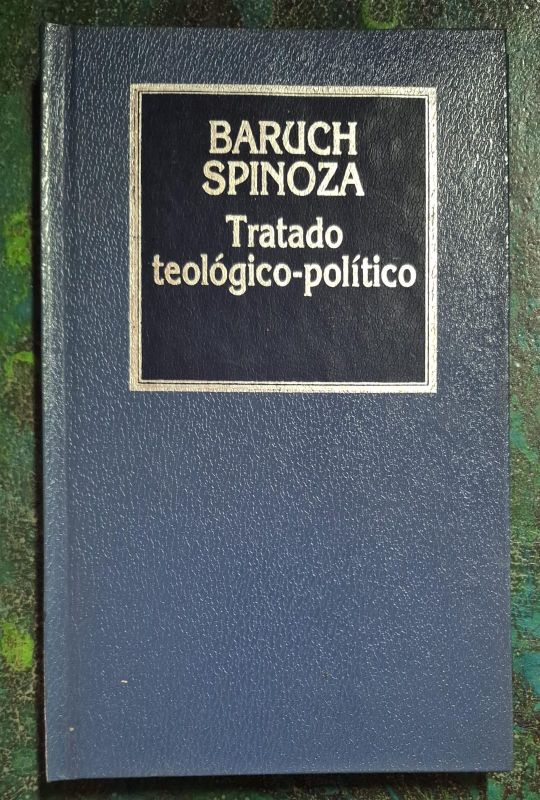 BARUCH
SPINOZA
Tratado
teológico-político